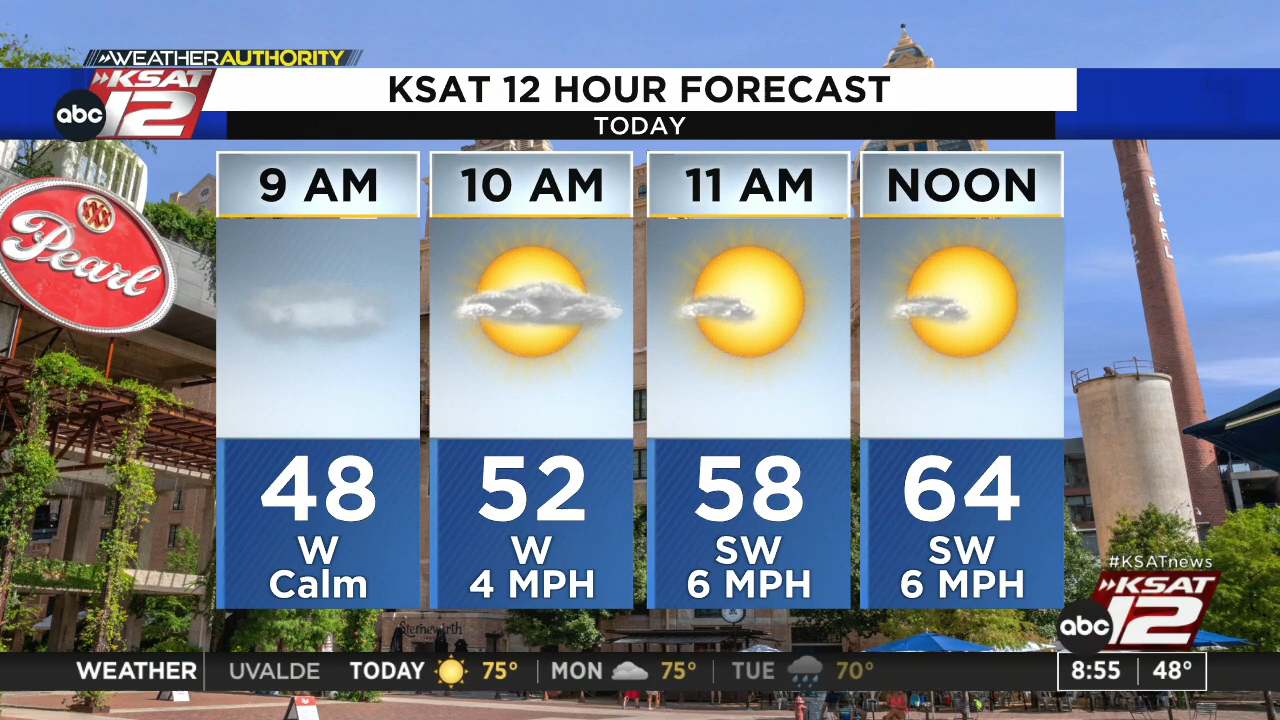 WEATHERAUTHORITY
KSAT
abc 12
KSAT 12 HOUR FORECAST
TODAY
9 AM
10 AM
11 AM
NOON
Pearl
PEARL
48
W
Calm
52
W
4 MPH
58
SW
6 MPH
64
SW
6 MPH
#KSATnews
KSAT
abc 12
Sternewirth
WEATHER UVALDE TODAY 75° MON 75° TUE 70°
8:55 48°